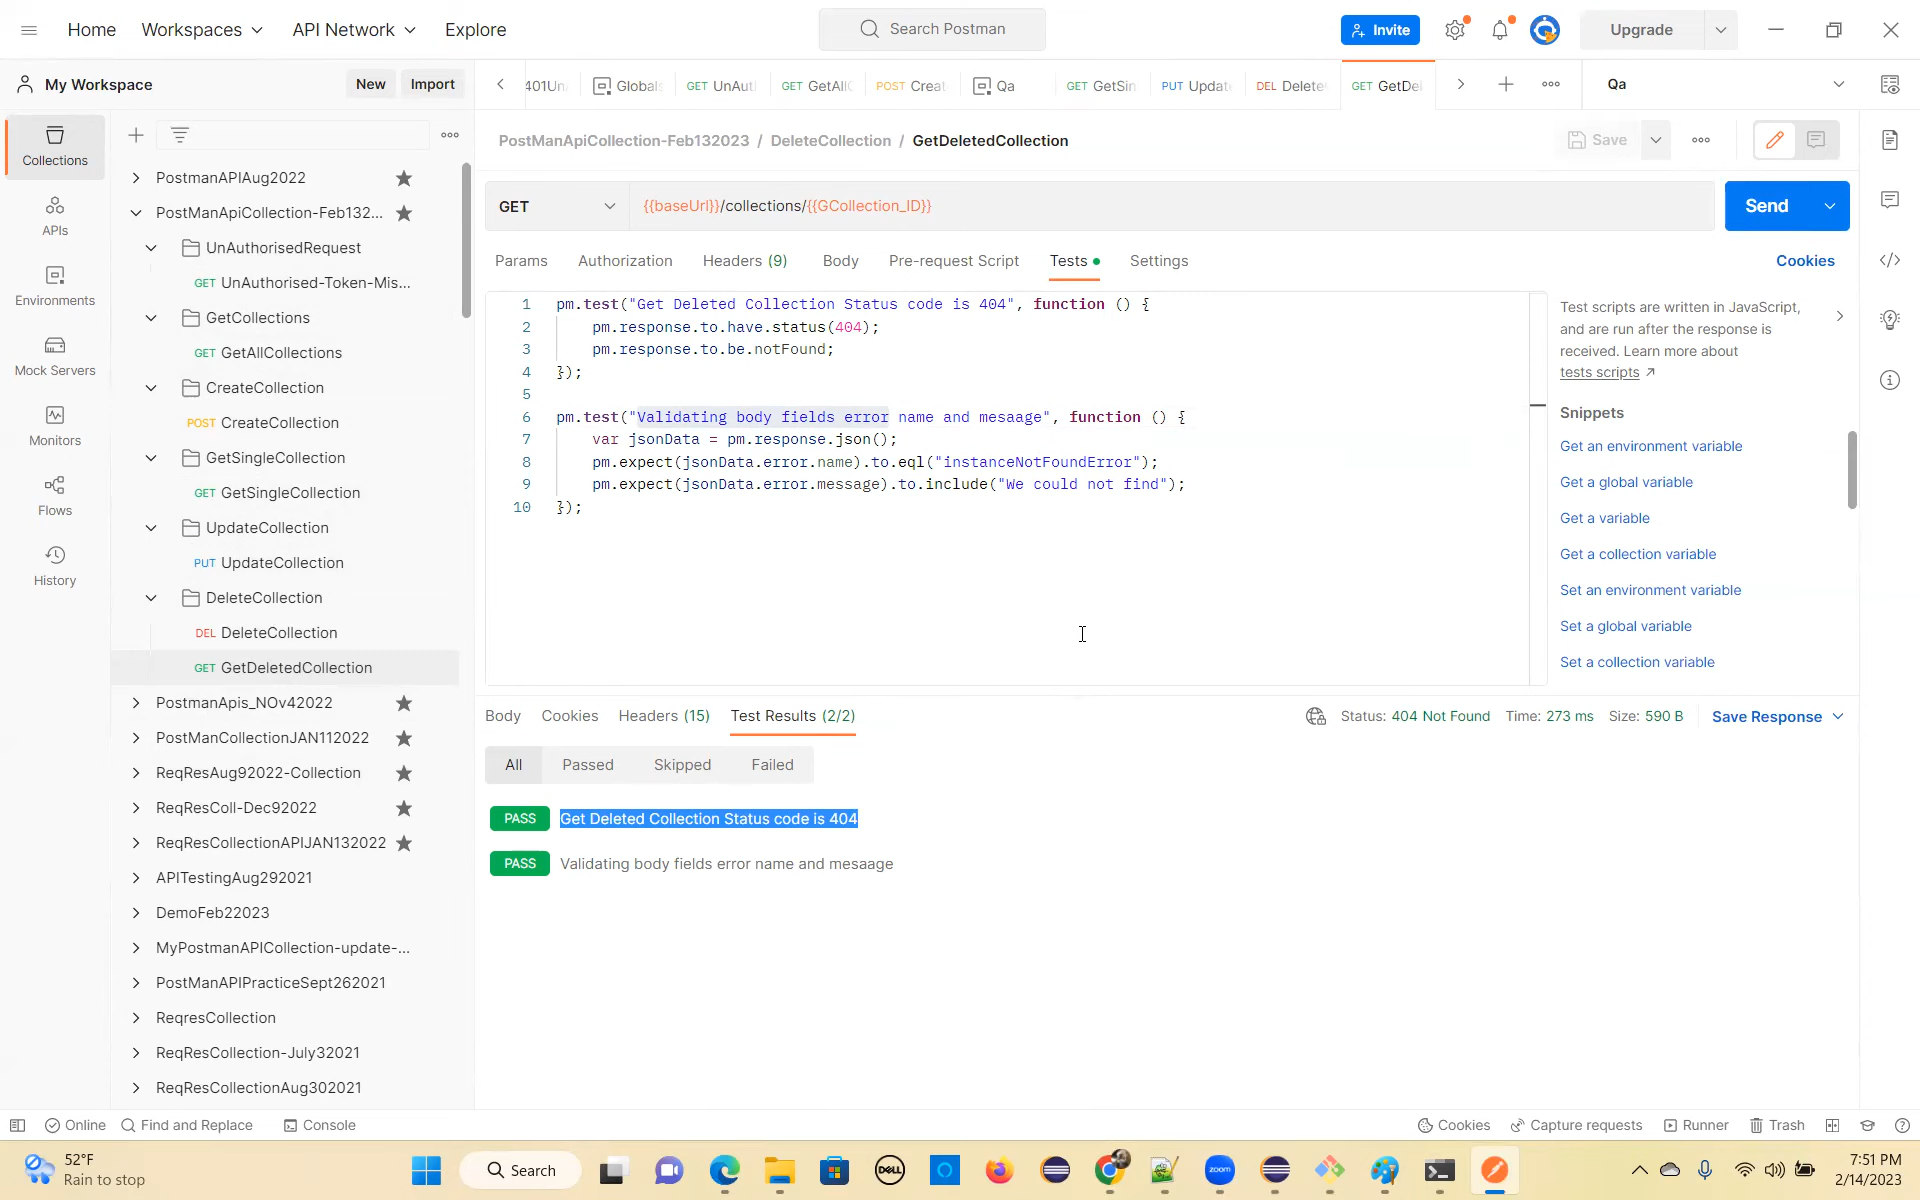 Home
Workspaces
API Network
Explore
Search Postman
Invite
Upgrade
My Workspace
New
Import
401Un
Globals
GET UnAut
GET GetAllC
POST Creat
Qa
GET GetSin
PUT Update
DEL Delete
GET GetDel
Qa
PostManApiCollection-Feb132023 / DeleteCollection / GetDeletedCollection
Save
GET
{{baseUrl}}/collections/{{GCollection_ID}}
Send
Params
Authorization
Headers (9)
Body
Pre-request Script
Tests
Settings
Cookies
Collections
APIs
Environments
Mock Servers
Monitors
Flows
History
PostmanAPIAug2022
PostManApiCollection-Feb132...
UnAuthorisedRequest
GET UnAuthorised-Token-Mis...
GetCollections
GET GetAllCollections
CreateCollection
POST CreateCollection
GetSingleCollection
GET GetSingleCollection
UpdateCollection
PUT UpdateCollection
DeleteCollection
DEL DeleteCollection
GET GetDeletedCollection
PostmanApis_NOv42022
PostManCollectionJAN112022
ReqResAug92022-Collection
ReqResColl-Dec92022
ReqResCollectionAPIJAN132022
APITestingAug292021
DemoFeb22023
MyPostmanAPICollection-update-...
PostManAPIPracticeSept262021
ReqresCollection
ReqResCollection-July32021
ReqResCollectionAug302021
1 pm.test("Get Deleted Collection Status code is 404", function () {
2 pm.response.to.have.status(404);
3 pm.response.to.be.notFound;
4 });
5
6 pm.test("Validating body fields error name and mesaage", function () {
7 var jsonData = pm.response.json();
8 pm.expect(jsonData.error.name).to.eql("instanceNotFoundError");
9 pm.expect(jsonData.error.message).to.include("We could not find");
10 });
Test scripts are written in JavaScript,
and are run after the response is
received. Learn more about
tests scripts ↗
Snippets
Get an environment variable
Get a global variable
Get a variable
Get a collection variable
Set an environment variable
Set a global variable
Set a collection variable
Body
Cookies
Headers (15)
Test Results (2/2)
Status: 404 Not Found
Time: 273 ms
Size: 590 B
Save Response
All
Passed
Skipped
Failed
PASS Get Deleted Collection Status code is 404
PASS Validating body fields error name and mesaage
Online
Find and Replace
Console
Cookies
Capture requests
Runner
Trash
52°F
Rain to stop
Search
DELL
zoom
7:51 PM
2/14/2023